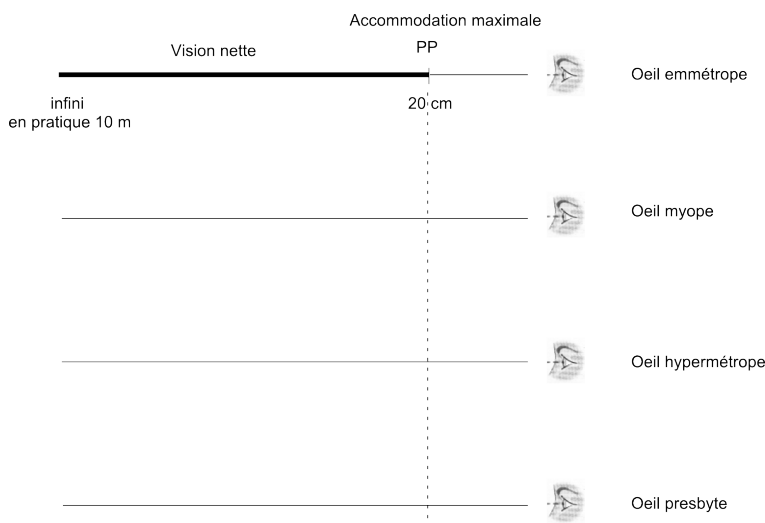 Accommodation maximale
Vision nette
PP
Oeil emmétrope
infini
20 cm
en pratique 10 m
Oeil myope
Oeil hypermétrope
Oeil presbyte